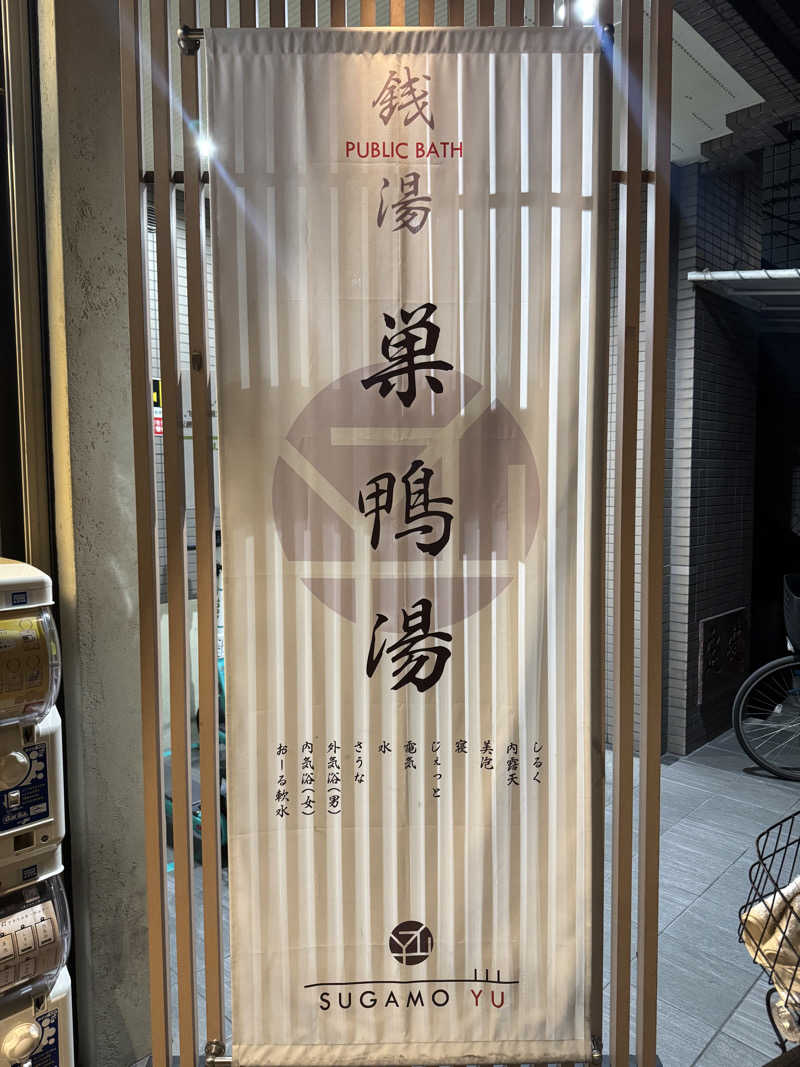 銭
PUBLIC BATH
湯
巣鴨湯
しるく
内露天
美泡
寝
じぇっと
電気
水
さうな
外気浴(男)
内気浴(女)
おーる軟水
SUGAMO YU